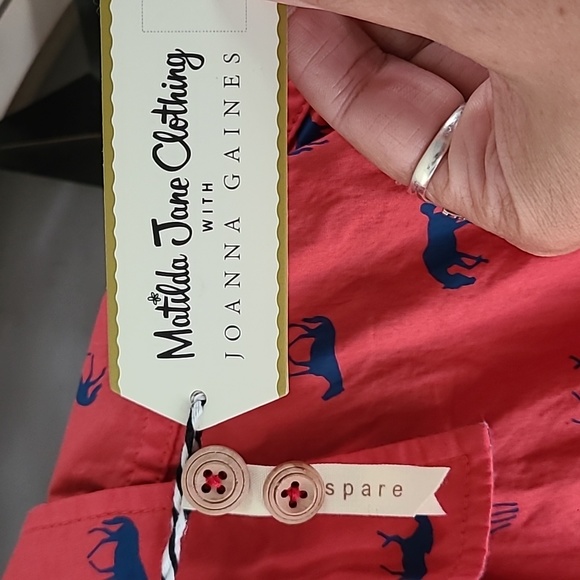 Matilda Jane Clothing
WITH
JOANNA GAINES
spare